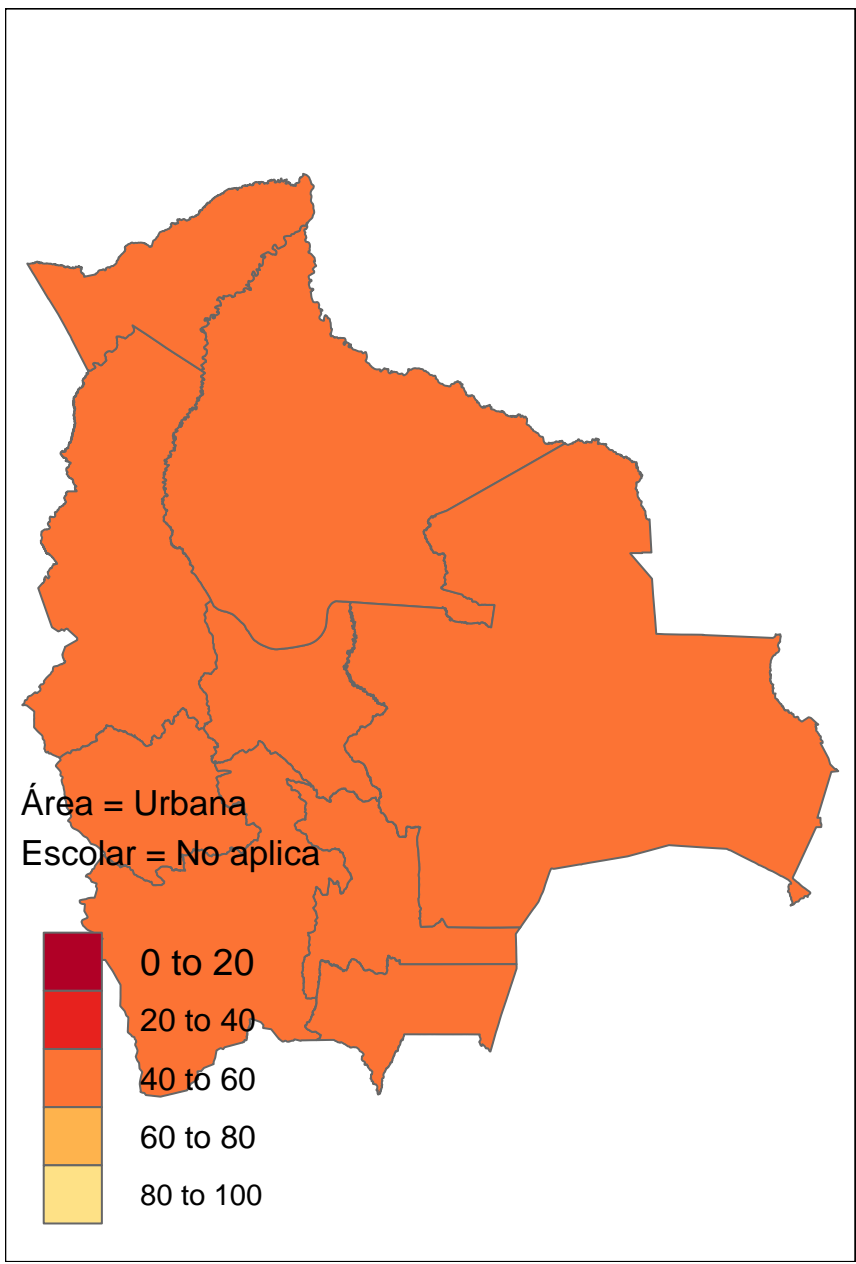 Área = Urbana
Escolar = No aplica
0 to 20
20 to 40
40 to 60
60 to 80
80 to 100